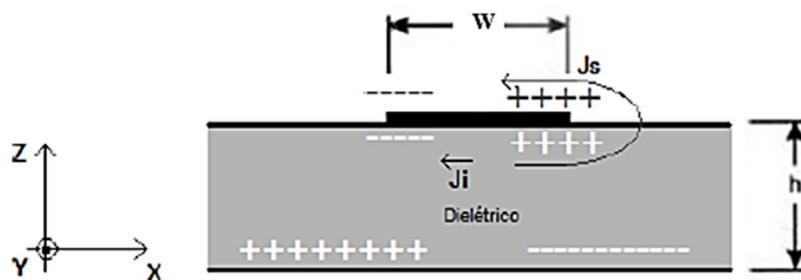 W
Js
-----
++++
Z
-----
++++
Ji
h
Dielétrico
Y
X
++++++++
------------